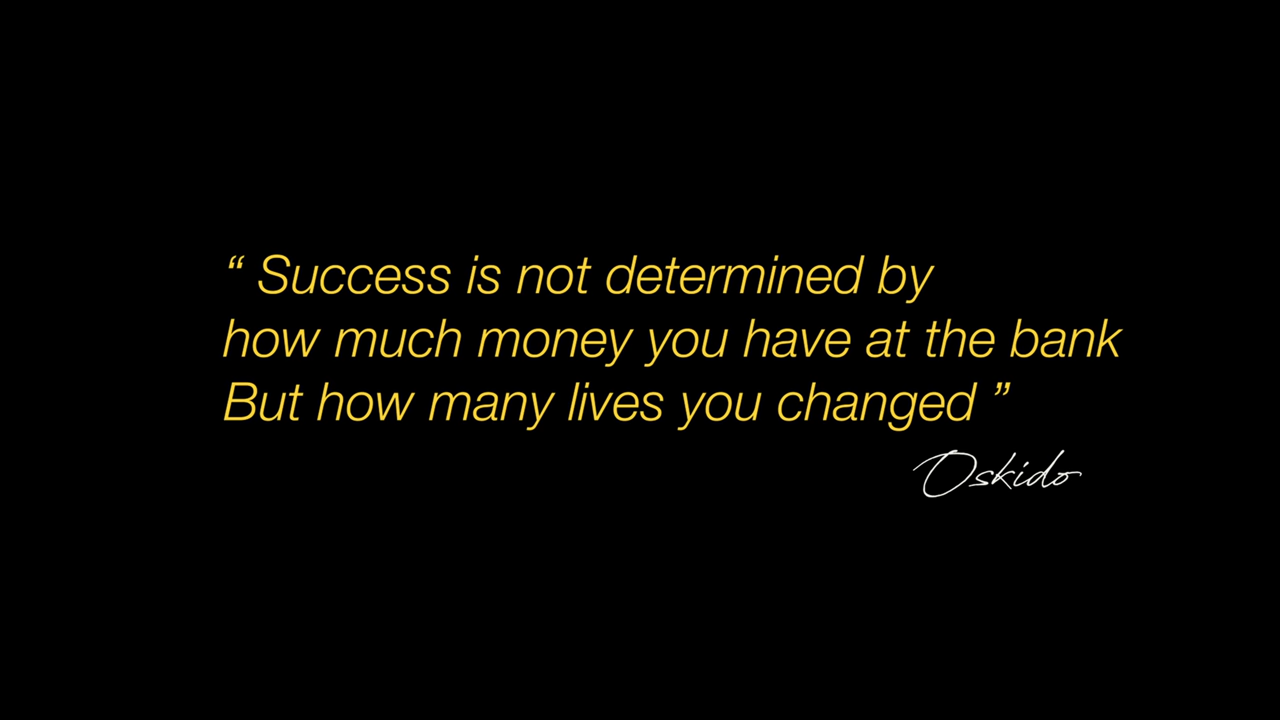 “ Success is not determined by
how much money you have at the bank
But how many lives you changed ”
Oskido